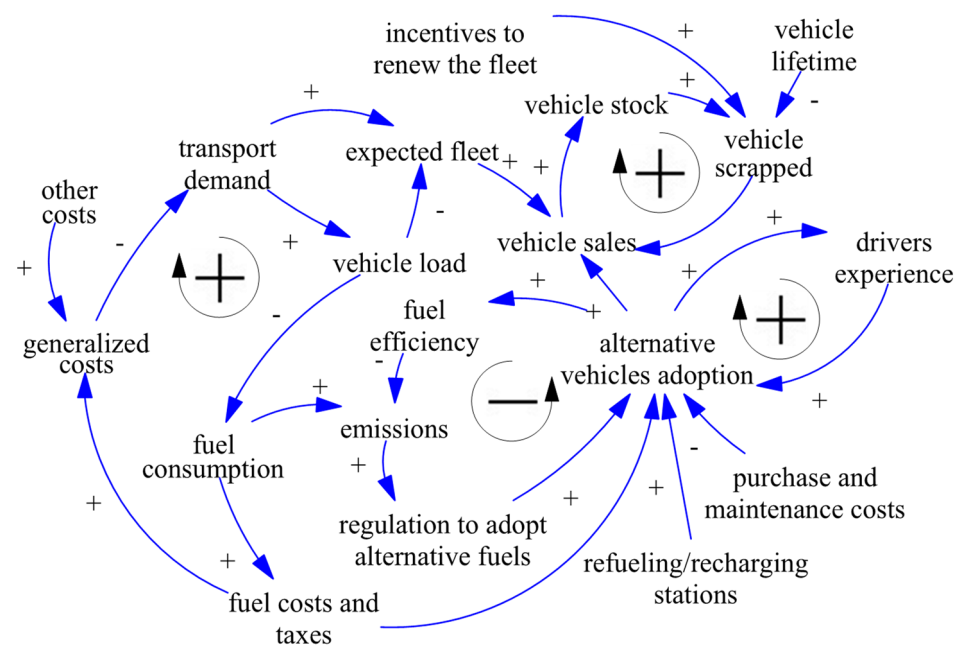 incentives to
renew the fleet
+
vehicle
lifetime
+
-
+
vehicle stock
vehicle
scrapped
transport
demand
expected fleet
+
+
+
other
costs
-
+
+
vehicle sales
+
drivers
experience
-
+
+
vehicle load
+
+
+
fuel
efficiency
-
+
+
generalized
costs
-
alternative
vehicles adoption
+
-
+
emissions
fuel
consumption
+
-
purchase and
maintenance costs
+
+
+
regulation to adopt
alternative fuels
refueling/recharging
stations
+
fuel costs and
taxes